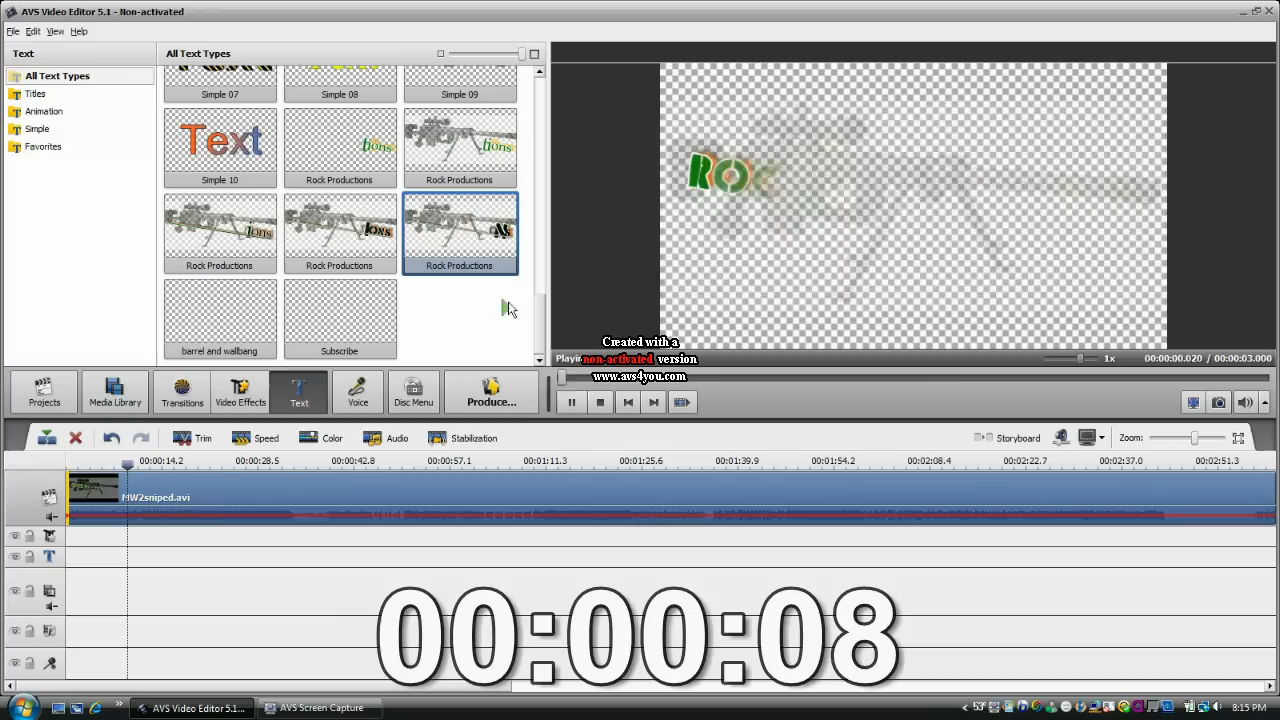 AVS Video Editor 5.1 - Non-activated
File Edit View Help
Text
All Text Types
All Text Types
Titles
Animation
Simple
Favorites
Simple 07
Simple 08
Simple 09
Text
tions
tions
Simple 10
Rock Productions
Rock Productions
ions
Rock Productions
Rock Productions
Rock Productions
barrel and wallbang
Subscribe
Roc
Created with a
non-activated version
www.avs4you.com
Playin
1x
00:00:00.020 / 00:00:03.000
Projects
Media Library
Transitions
Video Effects
Text
Voice
Disc Menu
Produce...
Trim
Speed
Color
Audio
Stabilization
Storyboard
Zoom:
00:00:14.2
00:00:28.5
00:00:42.8
00:00:57.1
00:01:11.3
00:01:25.6
00:01:39.9
00:01:54.2
00:02:08.4
00:02:22.7
00:02:37.0
00:02:51.3
MW2sniped.avi
00:00:08
AVS Video Editor 5.1...
AVS Screen Capture
53°
8:15 PM